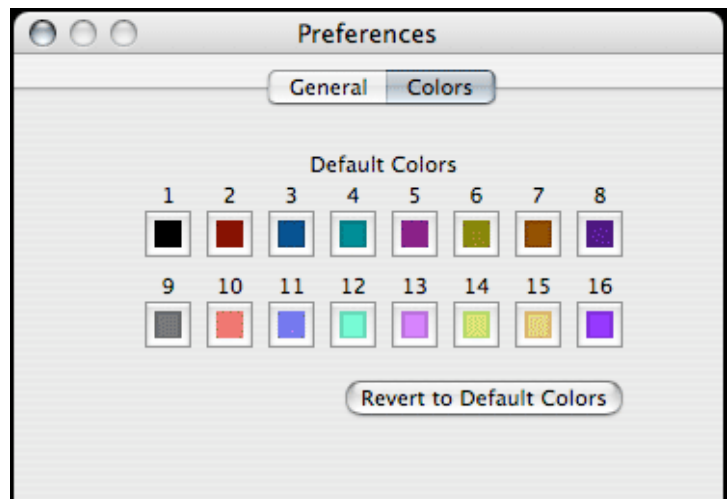 Preferences
General Colors
Default Colors
1 2 3 4 5 6 7 8
9 10 11 12 13 14 15 16
Revert to Default Colors